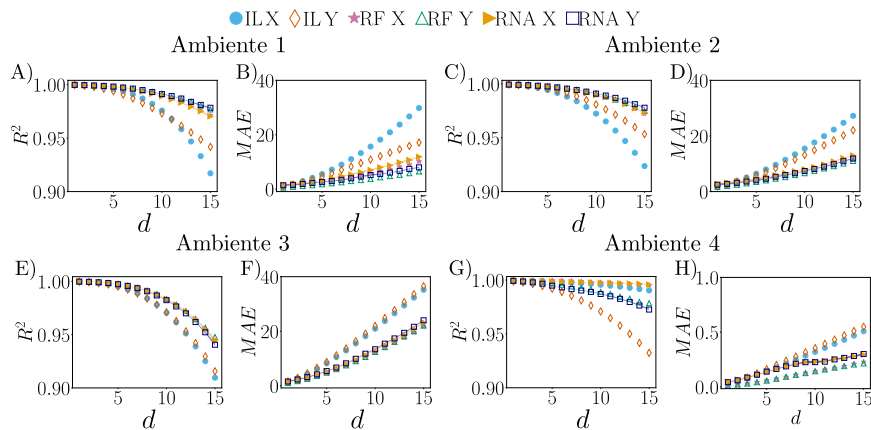 IL X IL Y RF X RF Y RNA X RNA Y
Ambiente 1 Ambiente 2
A) B) C) D)
1.00 0.95 0.90 R² 5 10 15 d
40 20 0 MAE 5 10 15 d
1.00 0.95 0.90 R² 5 10 15 d
40 20 0 MAE 5 10 15 d
Ambiente 3 Ambiente 4
E) F) G) H)
1.00 0.95 0.90 R² 5 10 15 d
40 20 0 MAE 5 10 15 d
1.00 0.95 0.90 R² 5 10 15 d
1.0 0.5 0.0 MAE 5 10 15 d